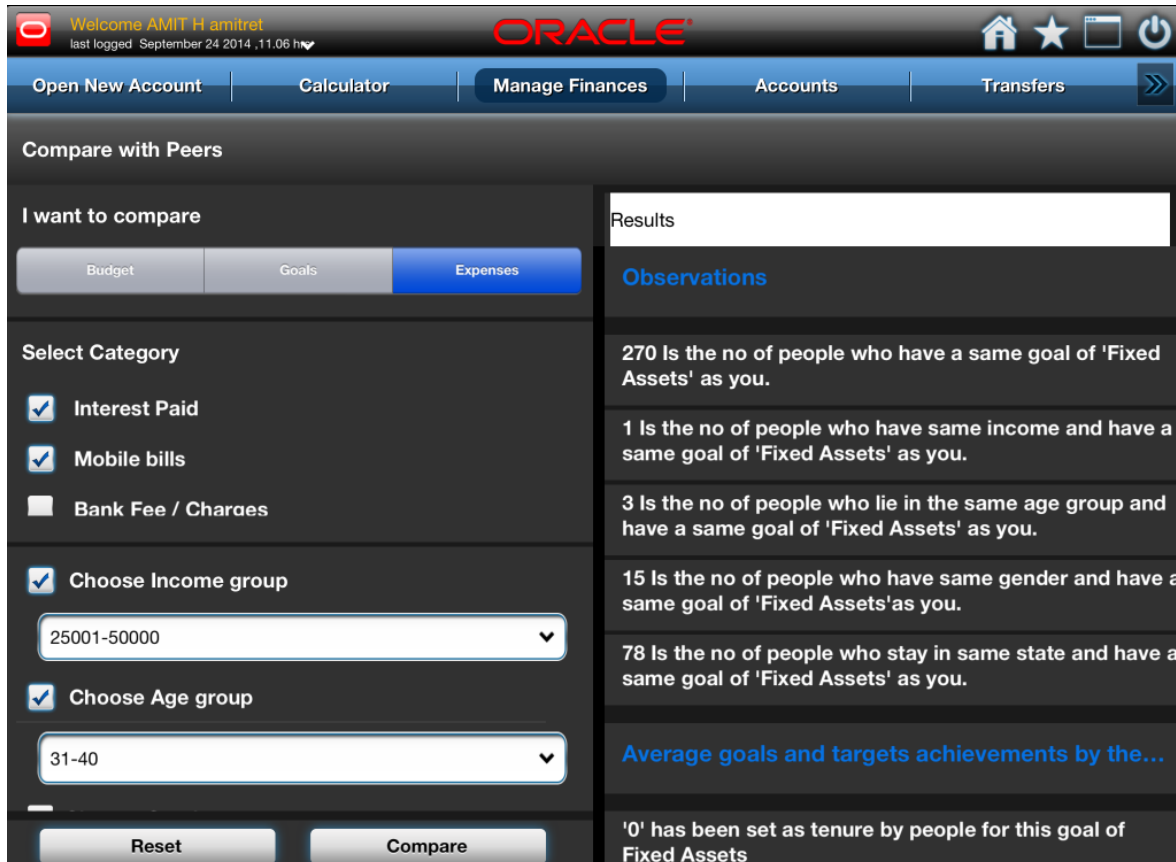 Welcome AMIT H amitret
last logged September 24 2014 ,11.06 hrs
ORACLE
Open New Account
Calculator
Manage Finances
Accounts
Transfers
Compare with Peers
I want to compare
Budget
Goals
Expenses
Select Category
Interest Paid
Mobile bills
Bank Fee / Charges
Choose Income group
25001-50000
Choose Age group
31-40
Reset
Compare
Results
Observations
270 Is the no of people who have a same goal of 'Fixed
Assets' as you.
1 Is the no of people who have same income and have a
same goal of 'Fixed Assets' as you.
3 Is the no of people who lie in the same age group and
have a same goal of 'Fixed Assets' as you.
15 Is the no of people who have same gender and have a
same goal of 'Fixed Assets'as you.
78 Is the no of people who stay in same state and have a
same goal of 'Fixed Assets' as you.
Average goals and targets achievements by the...
'0' has been set as tenure by people for this goal of
Fixed Assets